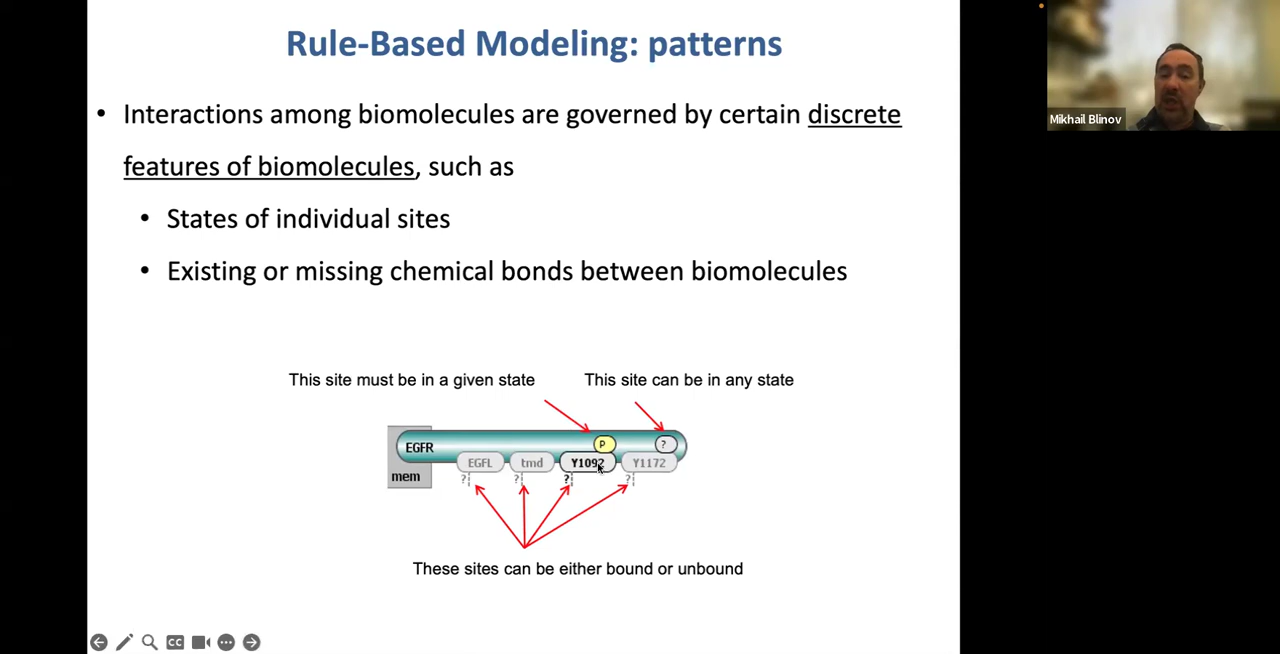 Rule-Based Modeling: patterns
• Interactions among biomolecules are governed by certain discrete
features of biomolecules, such as
• States of individual sites
• Existing or missing chemical bonds between biomolecules
This site must be in a given state
This site can be in any state
P
?
EGFR
EGFL
tmd
Y1092
Y1172
mem
?
?
?
?
These sites can be either bound or unbound
Mikhail Blinov
CC